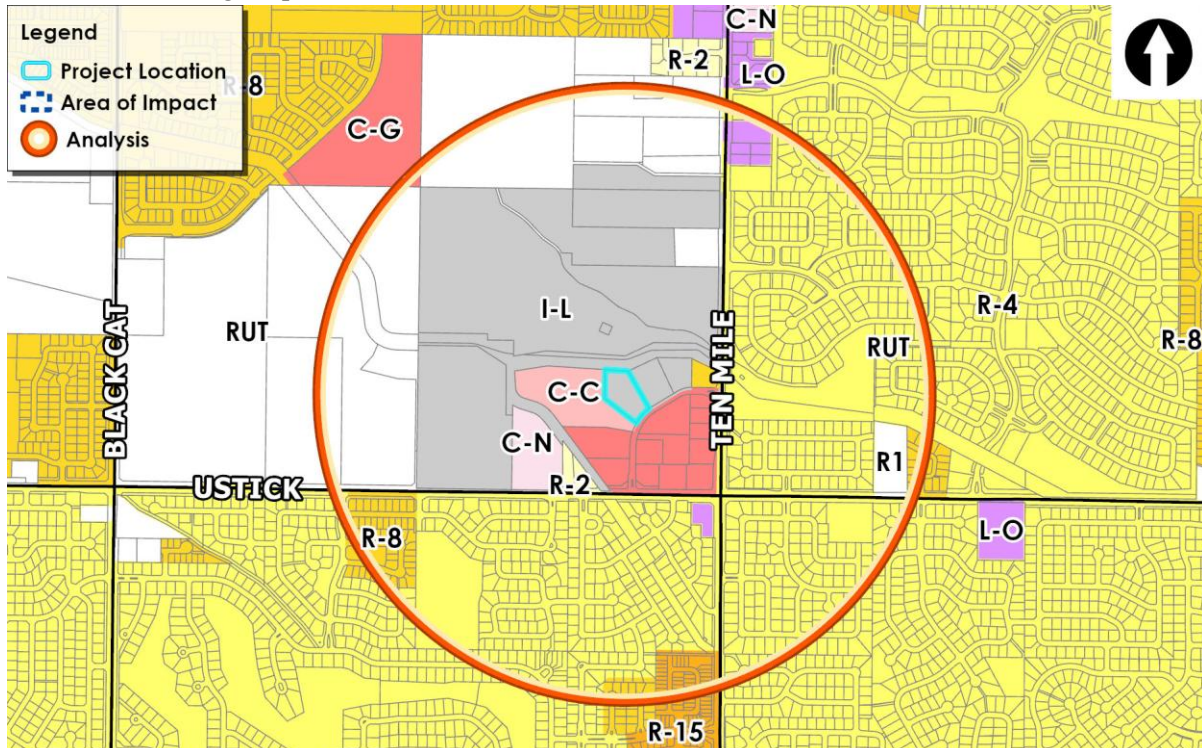 Legend
Project Location
Area of Impact
Analysis
C-N
R-2
L-O
R-8
C-G
I-L
RUT
BLACK CAT
TEN MILE
R-4
RUT
R-8
C-C
C-N
R-2
R1
USTICK
R-8
L-O
R-15